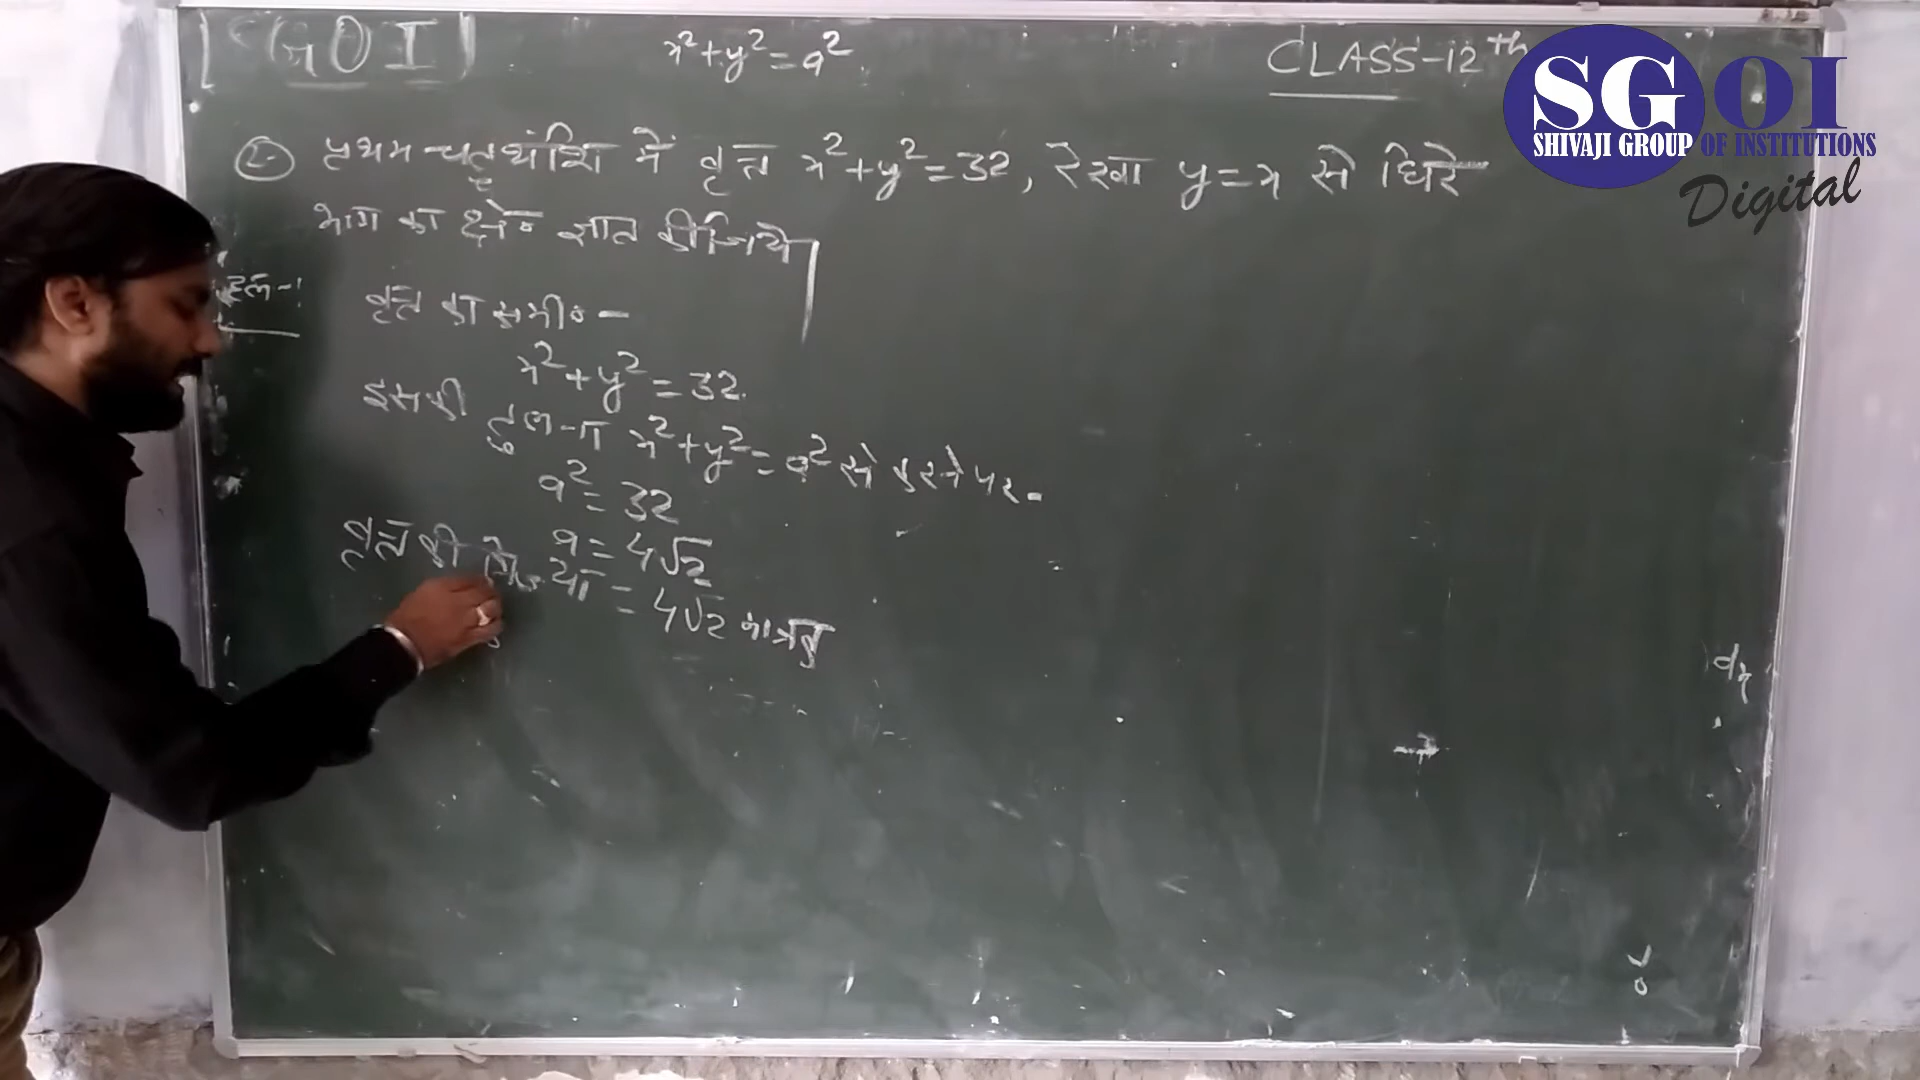 SGOI
x²+y²=a²
CLASS-12th
SGOI
SHIVAJI GROUP OF INSTITUTIONS
Digital
2. प्रथम चतुर्थांश में वृत्त x²+y²=32, रेखा y=x से घिरे
भाग का क्षे० ज्ञात कीजिये।
हल-:
वृत्त का समी० -
x²+y²=32.
इसकी तुलना x²+y²=a² से करने पर-
a²=32
a=4√2
वृत्त की त्रिज्या = 4√2 मात्रक